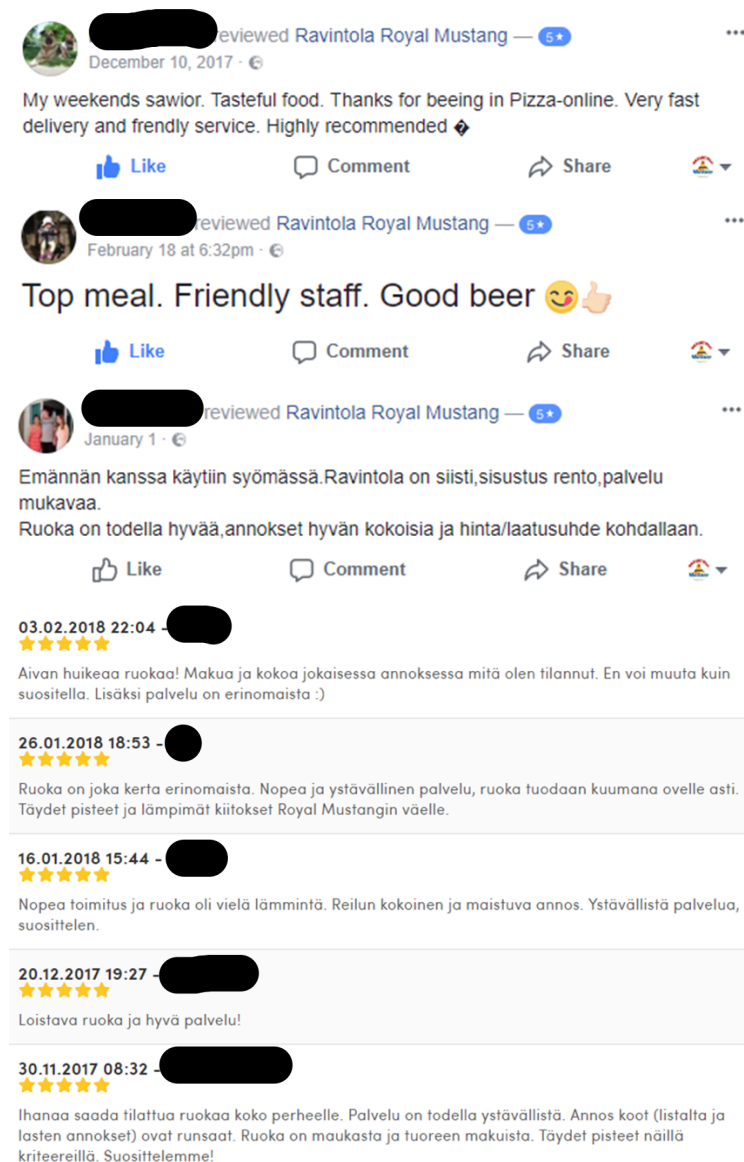 reviewed Ravintola Royal Mustang — 5★
December 10, 2017 ·
My weekends sawior. Tasteful food. Thanks for beeing in Pizza-online. Very fast
delivery and frendly service. Highly recommended �
Like Comment Share
reviewed Ravintola Royal Mustang — 5★
February 18 at 6:32pm ·
Top meal. Friendly staff. Good beer 😋👍🏻
Like Comment Share
reviewed Ravintola Royal Mustang — 5★
January 1 ·
Emännän kanssa käytiin syömässä.Ravintola on siisti,sisustus rento,palvelu
mukavaa.
Ruoka on todella hyvää,annokset hyvän kokoisia ja hinta/laatusuhde kohdallaan.
Like Comment Share
03.02.2018 22:04 -
Aivan huikeaa ruokaa! Makua ja kokoa jokaisessa annoksessa mitä olen tilannut. En voi muuta kuin
suositella. Lisäksi palvelu on erinomaista :)
26.01.2018 18:53 -
Ruoka on joka kerta erinomaista. Nopea ja ystävällinen palvelu, ruoka tuodaan kuumana ovelle asti.
Täydet pisteet ja lämpimät kiitokset Royal Mustangin väelle.
16.01.2018 15:44 -
Nopea toimitus ja ruoka oli vielä lämmintä. Reilun kokoinen ja maistuva annos. Ystävällistä palvelua,
suosittelen.
20.12.2017 19:27 -
Loistava ruoka ja hyvä palvelu!
30.11.2017 08:32 -
Ihanaa saada tilattua ruokaa koko perheelle. Palvelu on todella ystävällistä. Annos koot (listalta ja
lasten annokset) ovat runsaat. Ruoka on maukasta ja tuoreen makuista. Täydet pisteet näillä
kriteereillä. Suosittelemme!